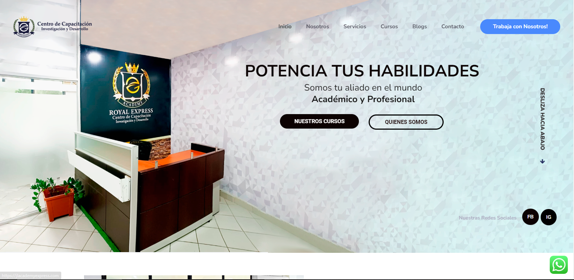 Centro de Capacitación
Investigación y Desarrollo
Inicio
Nosotros
Servicios
Cursos
Blogs
Contacto
Trabaja con Nosotros!
POTENCIA TUS HABILIDADES
Somos tu aliado en el mundo
Académico y Profesional
NUESTROS CURSOS
QUIENES SOMOS
DESLIZA HACIA ABAJO
ACADEMY
ROYAL EXPRESS
Centro de Capacitación
Investigación y Desarrollo
Nuestras Redes Sociales
FB
IG